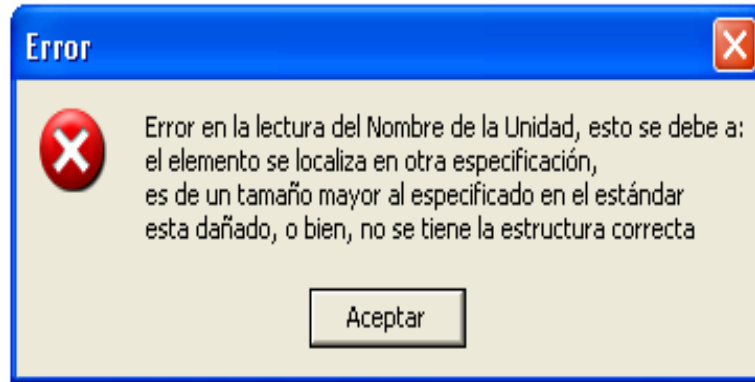 Error
Error en la lectura del Nombre de la Unidad, esto se debe a:
el elemento se localiza en otra especificación,
es de un tamaño mayor al especificado en el estándar
esta dañado, o bien, no se tiene la estructura correcta
Aceptar